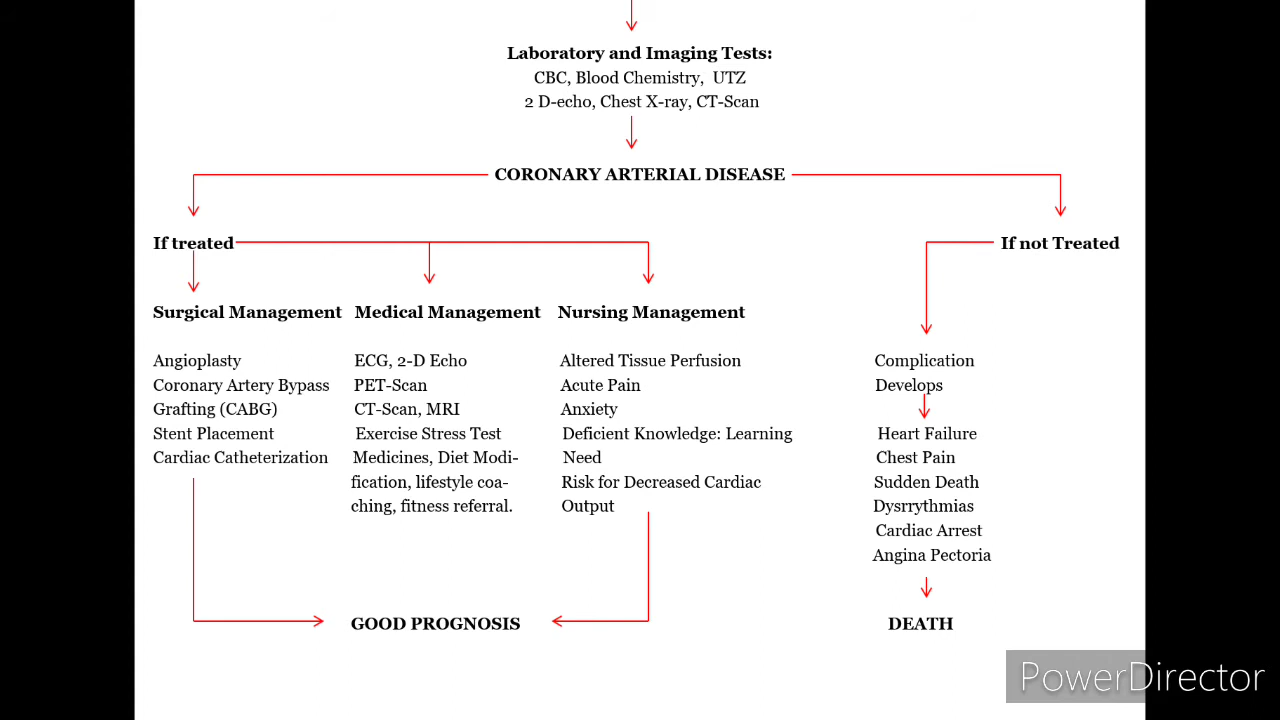 Laboratory and Imaging Tests:
CBC, Blood Chemistry, UTZ
2 D-echo, Chest X-ray, CT-Scan
CORONARY ARTERIAL DISEASE
If treated
If not Treated
Surgical Management
Angioplasty
Coronary Artery Bypass
Grafting (CABG)
Stent Placement
Cardiac Catheterization
Medical Management
ECG, 2-D Echo
PET-Scan
CT-Scan, MRI
Exercise Stress Test
Medicines, Diet Modi-
fication, lifestyle coa-
ching, fitness referral.
Nursing Management
Altered Tissue Perfusion
Acute Pain
Anxiety
Deficient Knowledge: Learning
Need
Risk for Decreased Cardiac
Output
Complication
Develops
Heart Failure
Chest Pain
Sudden Death
Dysrrythmias
Cardiac Arrest
Angina Pectoria
GOOD PROGNOSIS
DEATH
PowerDirector